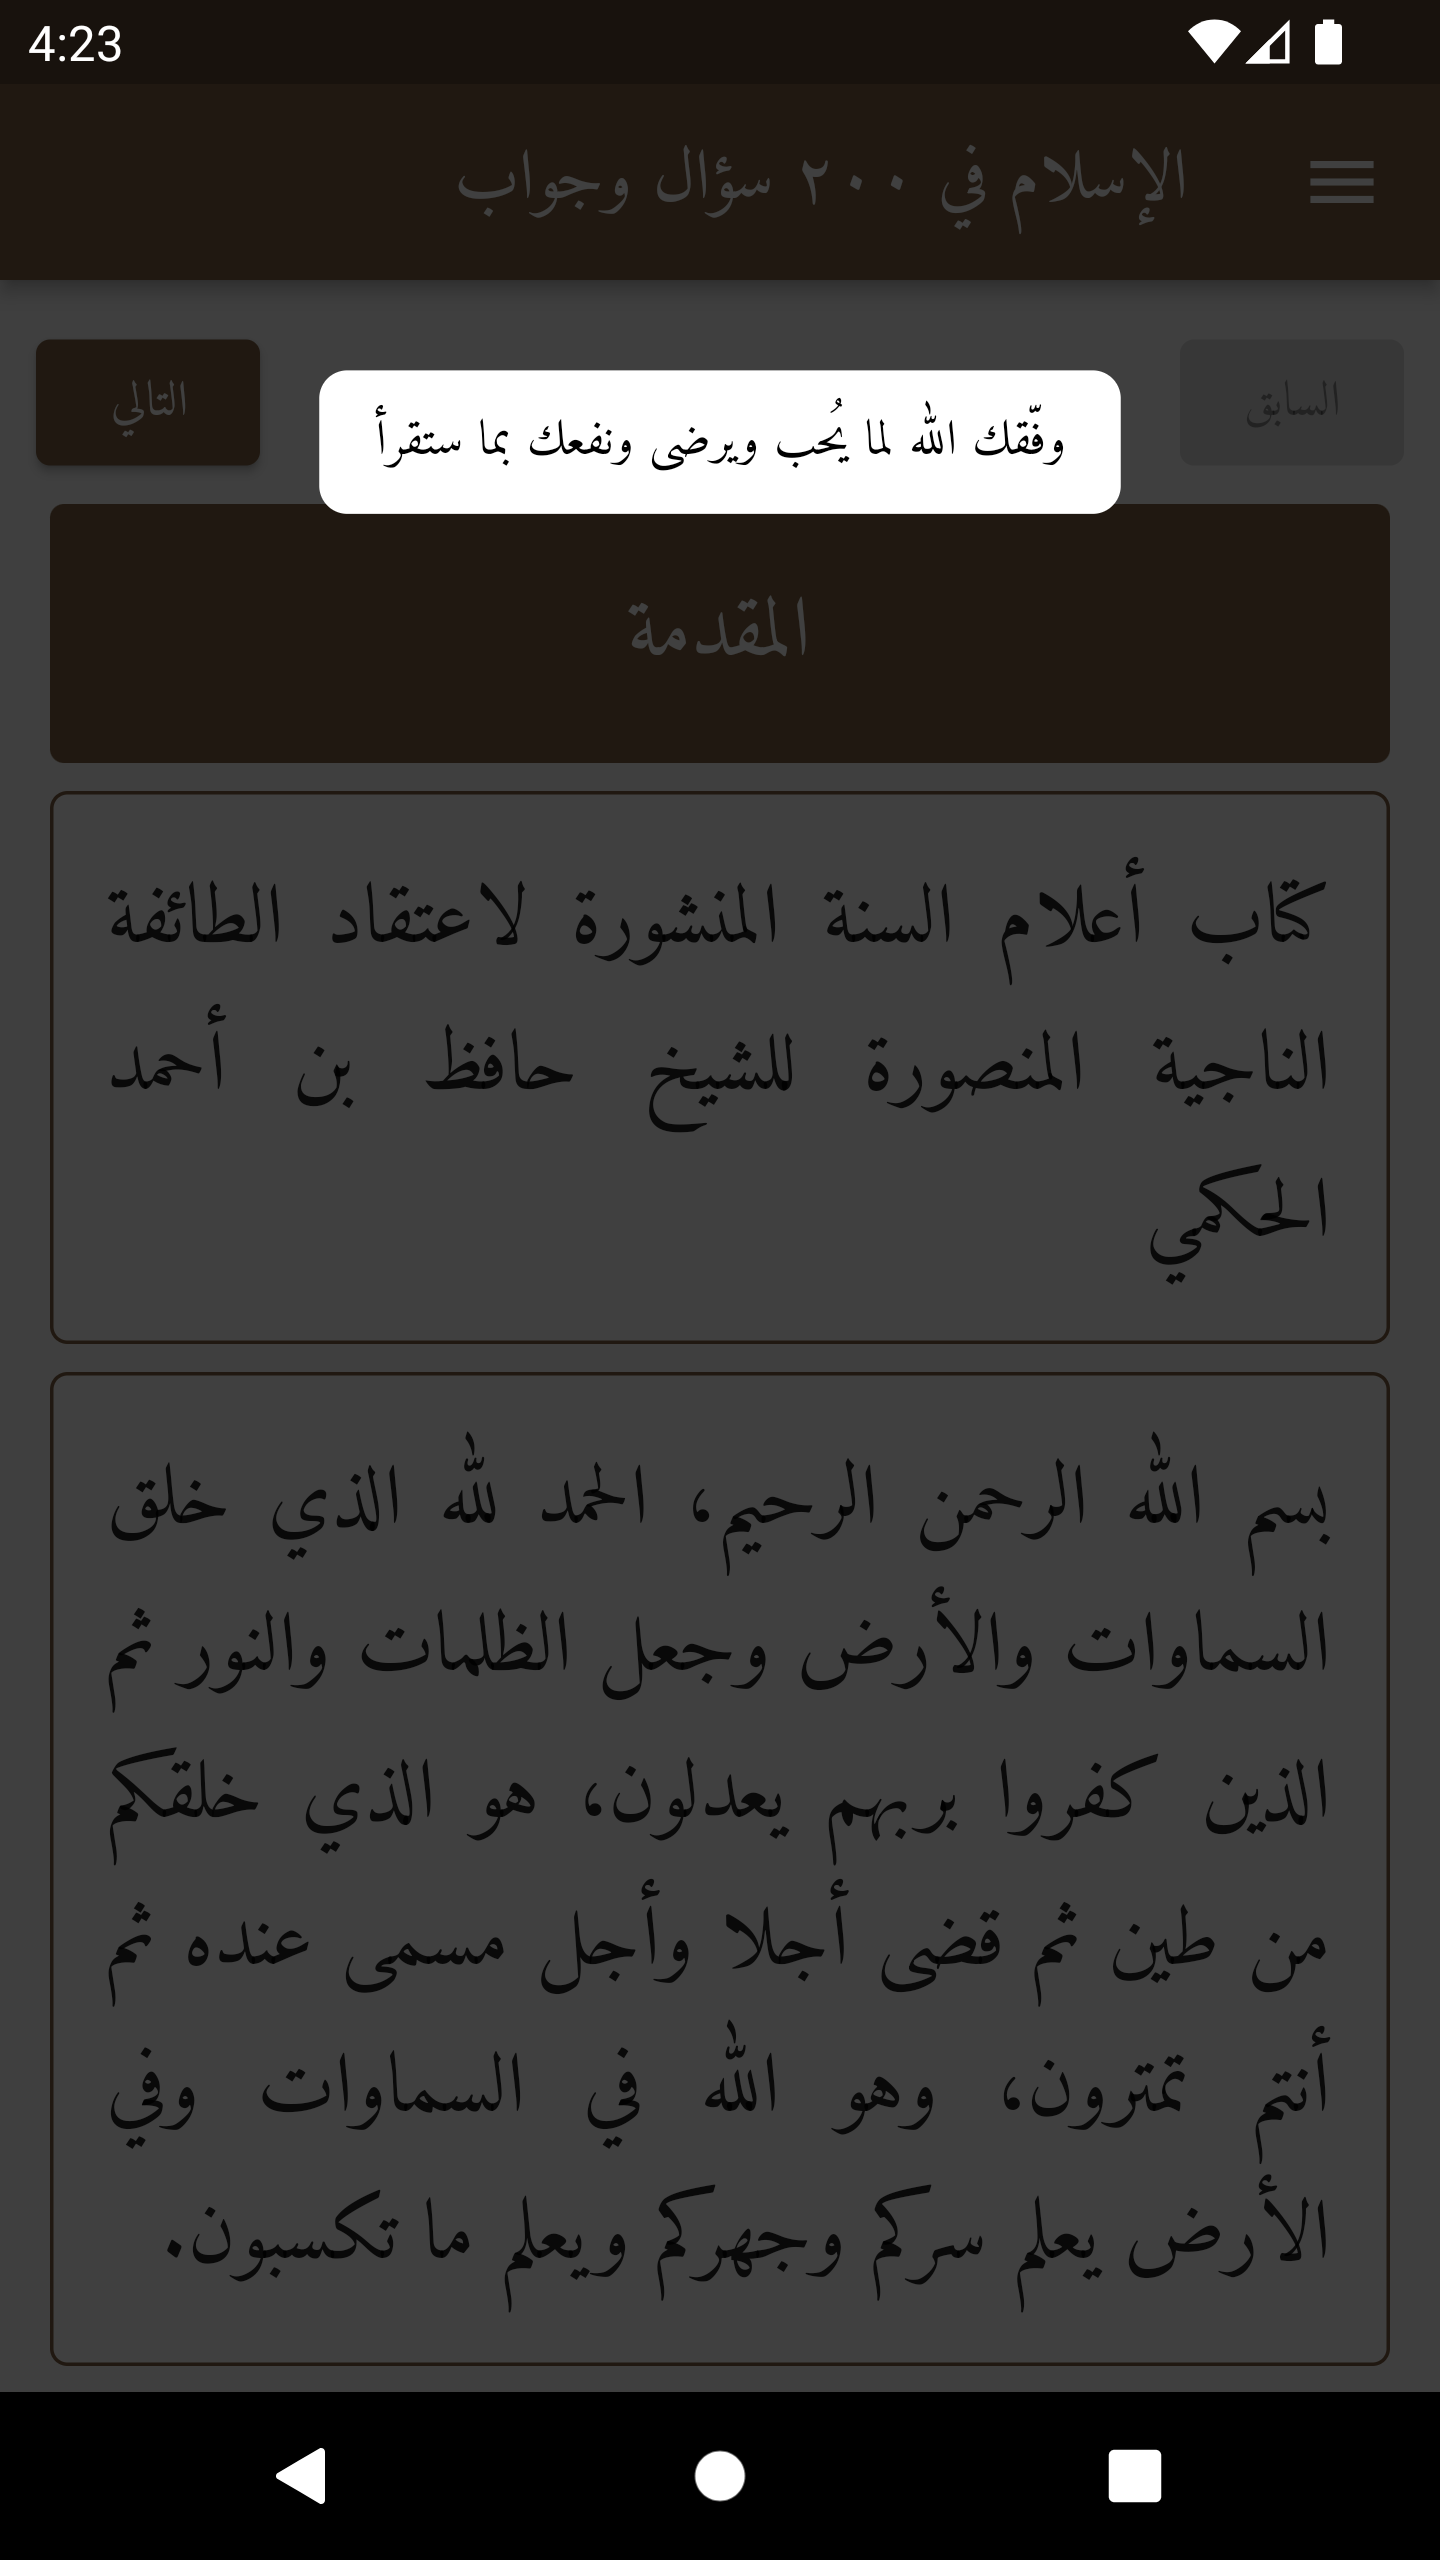 4:23
الإسلام في ٢٠٠ سؤال وجواب
السابق
التالي
وفّقك الله لما يُحب ويرضى ونفعك بما ستقرأ
المقدمة
كتاب أعلام السنة المنشورة لاعتقاد الطائفة
الناجية المنصورة للشيخ حافظ بن أحمد
الحكمي
بسم الله الرحمن الرحيم، الحمد لله الذي خلق
السماوات والأرض وجعل الظلمات والنور ثم
الذين كفروا بربهم يعدلون، هو الذي خلقكم
من طين ثم قضى أجلا وأجل مسمى عنده ثم
أنتم تمترون، وهو الله في السماوات وفي
الأرض يعلم سركم وجهركم ويعلم ما تكسبون.